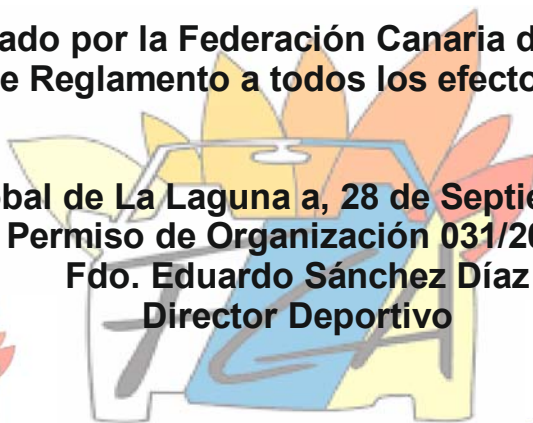 ado por la Federación Canaria d
e Reglamento a todos los efecto
bal de La Laguna a, 28 de Septie
Permiso de Organización 031/20
Fdo. Eduardo Sánchez Díaz
Director Deportivo
FCA